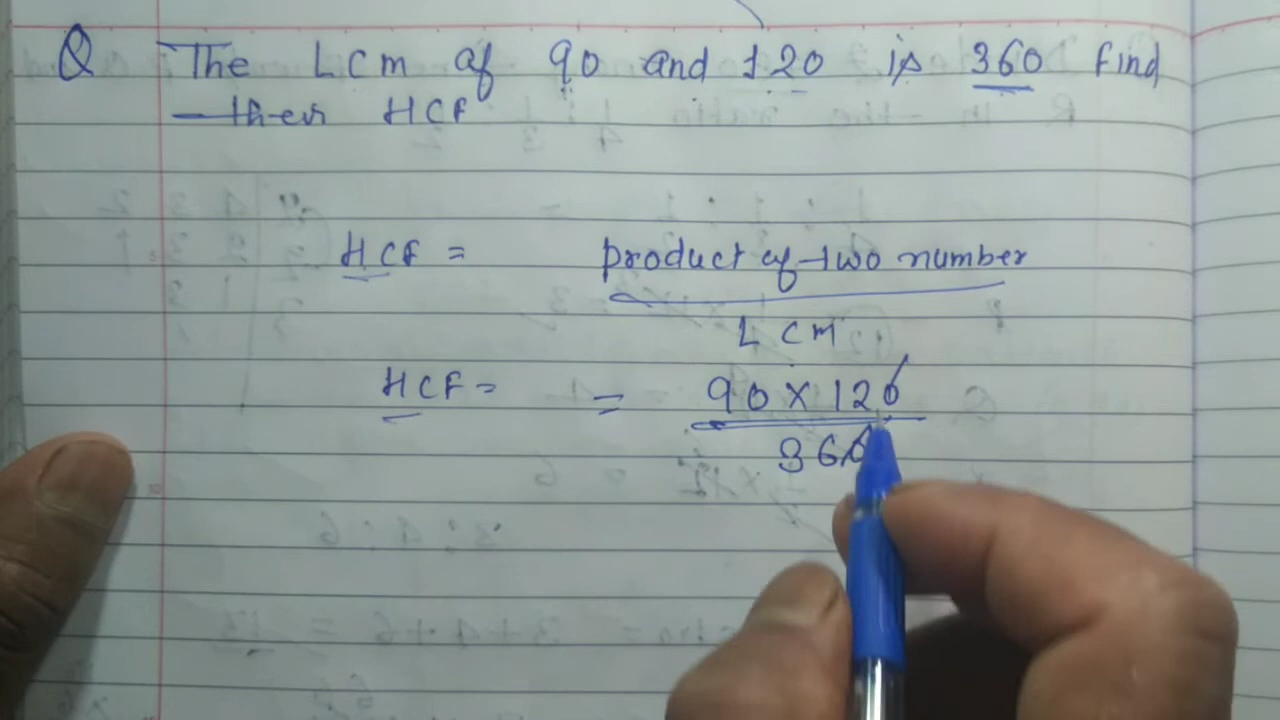 Q The LCM of 90 and 120 is 360 find
their HCF
HCF = product of two number
LCM
HCF = = 90 x 120
360